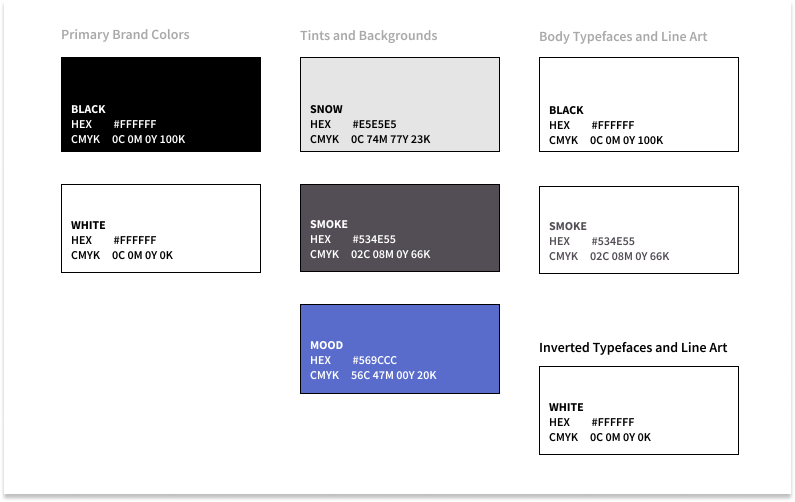 Primary Brand Colors
BLACK
HEX #FFFFFF
CMYK 0C 0M 0Y 100K
WHITE
HEX #FFFFFF
CMYK 0C 0M 0Y 0K
Tints and Backgrounds
SNOW
HEX #E5E5E5
CMYK 0C 74M 77Y 23K
SMOKE
HEX #534E55
CMYK 02C 08M 0Y 66K
MOOD
HEX #569CCC
CMYK 56C 47M 00Y 20K
Body Typefaces and Line Art
BLACK
HEX #FFFFFF
CMYK 0C 0M 0Y 100K
SMOKE
HEX #534E55
CMYK 02C 08M 0Y 66K
Inverted Typefaces and Line Art
WHITE
HEX #FFFFFF
CMYK 0C 0M 0Y 0K